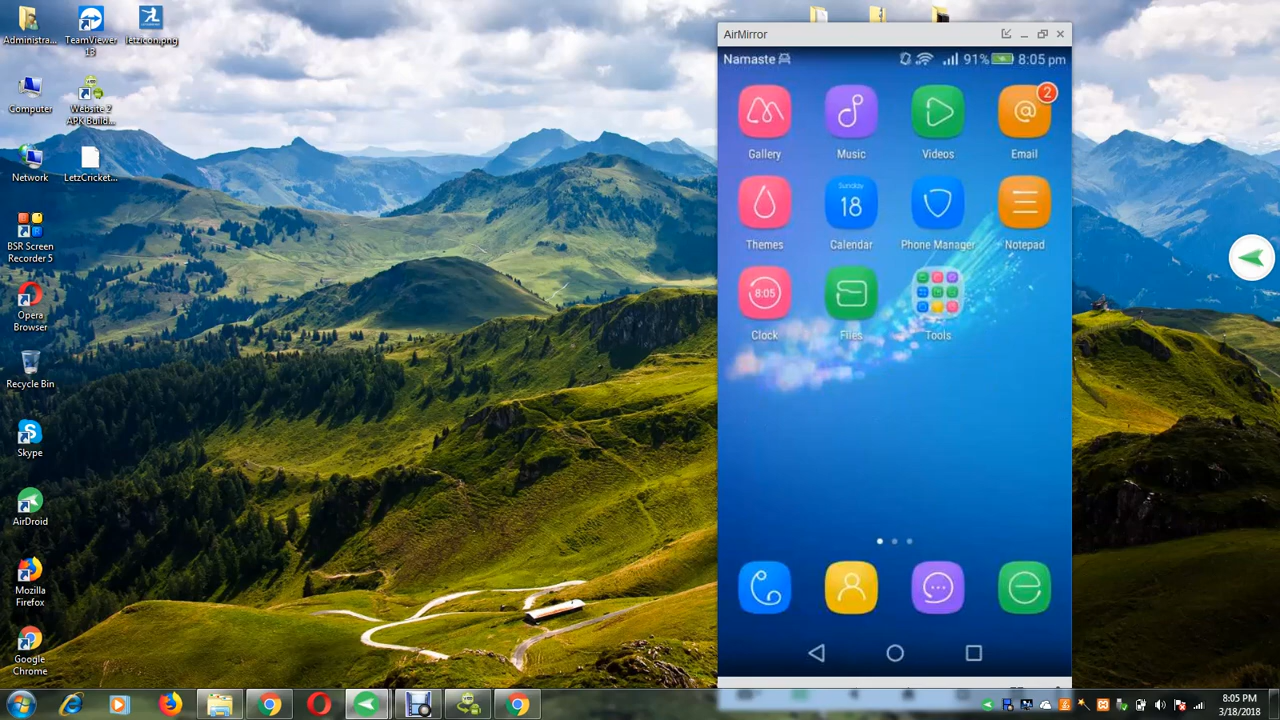 Administra...
TeamViewer
13
letzicon.png
Computer
Website 2
APK Build...
Network
LetzCricket...
BSR Screen
Recorder 5
Opera
Browser
Recycle Bin
Skype
AirDroid
Mozilla
Firefox
Google
Chrome
AirMirror
Namaste
91%
8:05 pm
2
Gallery
Music
Videos
Email
Sunday
18
Themes
Calendar
Phone Manager
Notepad
8:05
Clock
Files
Tools
8:05 PM
3/18/2018